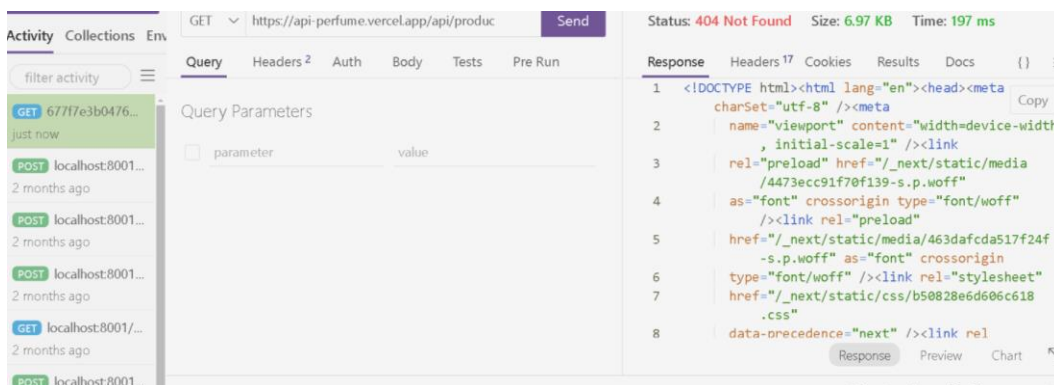 GET https://api-perfume.vercel.app/api/produc Send
Status: 404 Not Found Size: 6.97 KB Time: 197 ms
Activity Collections Env
Query Headers 2 Auth Body Tests Pre Run
Response Headers 17 Cookies Results Docs {}
filter activity
GET 677f7e3b0476...
just now
POST localhost:8001...
2 months ago
POST localhost:8001...
2 months ago
POST localhost:8001...
2 months ago
GET localhost:8001/...
2 months ago
POST localhost:8001
Query Parameters
parameter value
Copy
1 <!DOCTYPE html><html lang="en"><head><meta
charSet="utf-8" /><meta
2 name="viewport" content="width=device-width
, initial-scale=1" /><link
3 rel="preload" href="/_next/static/media
/4473ecc91f70f139-s.p.woff"
4 as="font" crossorigin type="font/woff"
/><link rel="preload"
5 href="/_next/static/media/463dafcda517f24f
-s.p.woff" as="font" crossorigin
6 type="font/woff" /><link rel="stylesheet"
7 href="/_next/static/css/b50828e6d606c618
.css"
8 data-precedence="next" /><link rel
Response Preview Chart